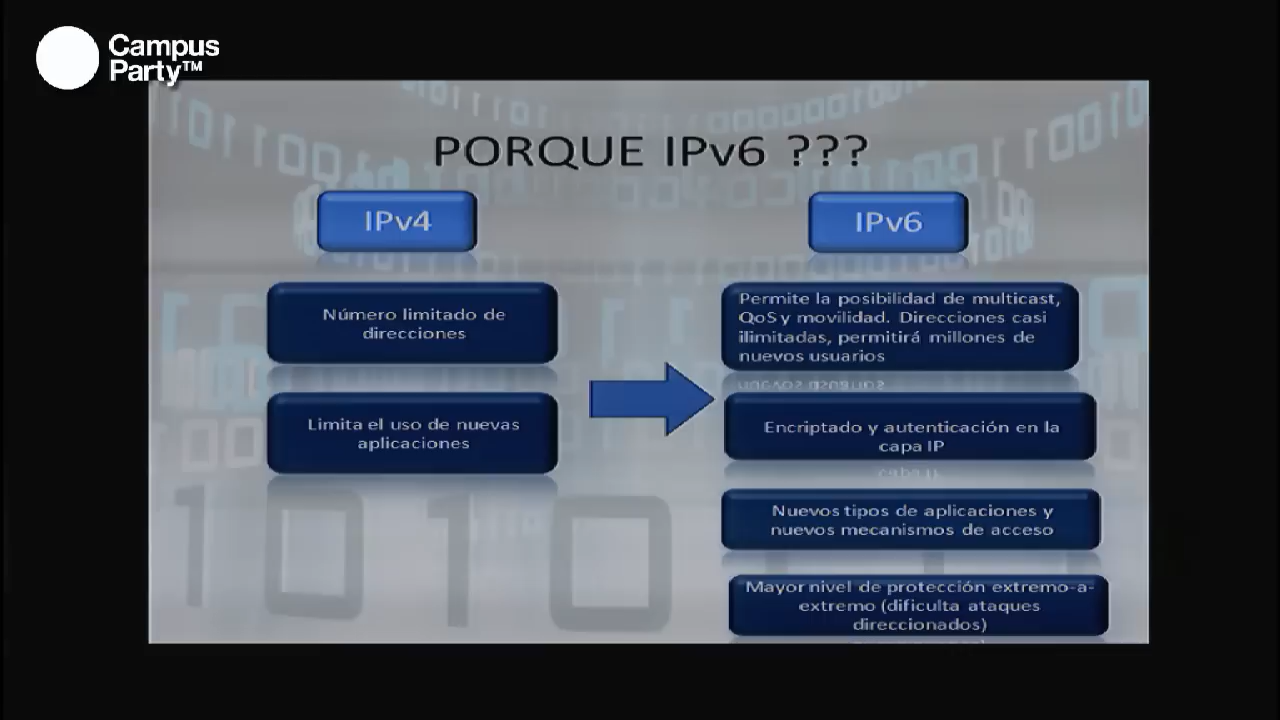 Campus
Party™
PORQUE IPv6 ???
IPv4
Número limitado de
direcciones
Limita el uso de nuevas
aplicaciones
IPv6
Permite la posibilidad de multicast,
QoS y movilidad. Direcciones casi
ilimitadas, permitirá millones de
nuevos usuarios
Encriptado y autenticación en la
capa IP
Nuevos tipos de aplicaciones y
nuevos mecanismos de acceso
Mayor nivel de protección extremo-a-
extremo (dificulta ataques
direccionados)